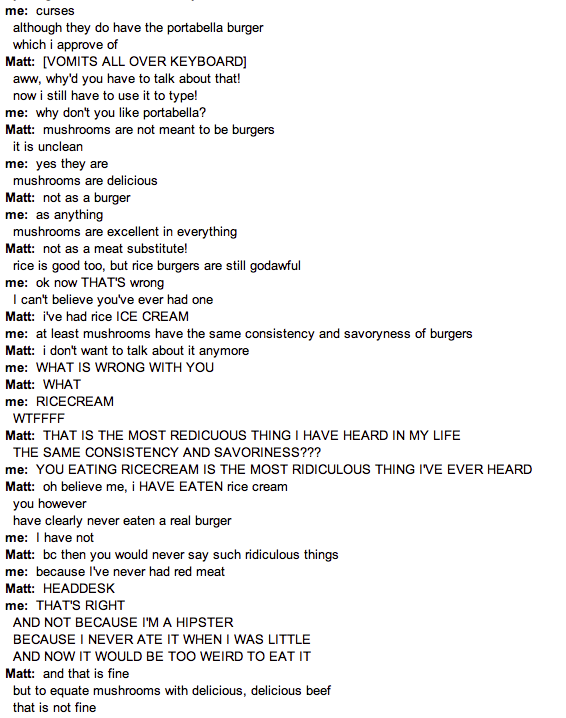 me: curses
although they do have the portabella burger
which i approve of
Matt: [VOMITS ALL OVER KEYBOARD]
aww, why'd you have to talk about that!
now i still have to use it to type!
me: why don't you like portabella?
Matt: mushrooms are not meant to be burgers
it is unclean
me: yes they are
mushrooms are delicious
Matt: not as a burger
me: as anything
mushrooms are excellent in everything
Matt: not as a meat substitute!
rice is good too, but rice burgers are still godawful
me: ok now THAT'S wrong
I can't believe you've ever had one
Matt: i've had rice ICE CREAM
me: at least mushrooms have the same consistency and savoryness of burgers
Matt: i don't want to talk about it anymore
me: WHAT IS WRONG WITH YOU
Matt: WHAT
me: RICECREAM
WTFFFF
Matt: THAT IS THE MOST REDICUOUS THING I HAVE HEARD IN MY LIFE
THE SAME CONSISTENCY AND SAVORINESS???
me: YOU EATING RICECREAM IS THE MOST RIDICULOUS THING I'VE EVER HEARD
Matt: oh believe me, i HAVE EATEN rice cream
you however
have clearly never eaten a real burger
me: I have not
Matt: bc then you would never say such ridiculous things
me: because I've never had red meat
Matt: HEADDESK
me: THAT'S RIGHT
AND NOT BECAUSE I'M A HIPSTER
BECAUSE I NEVER ATE IT WHEN I WAS LITTLE
AND NOW IT WOULD BE TOO WEIRD TO EAT IT
Matt: and that is fine
but to equate mushrooms with delicious, delicious beef
that is not fine